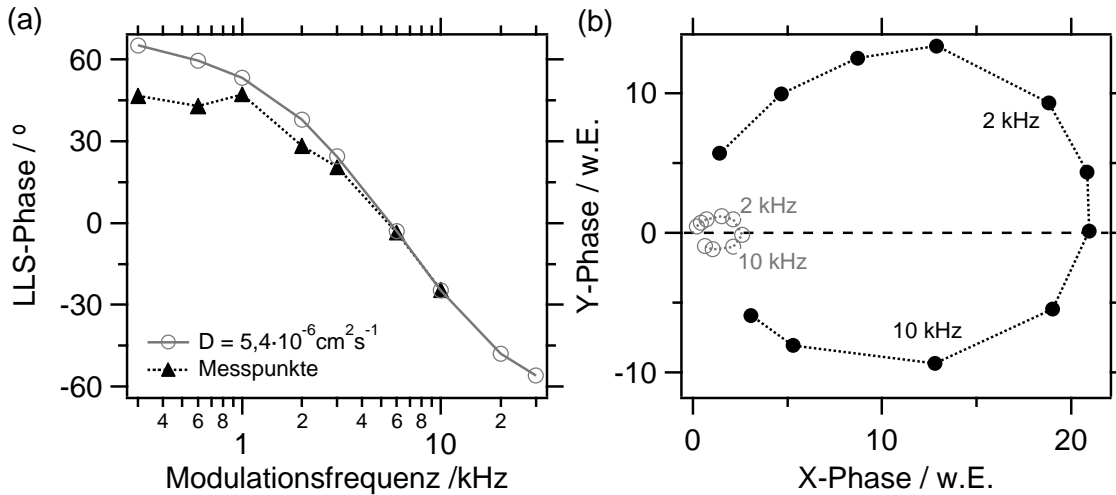 (a)
LLS-Phase / º
60
30
0
-30
-60
D = 5,4·10⁻⁶cm²s⁻¹
Messpunkte
4 6 8 2 4 6 8 2
1 10
Modulationsfrequenz /kHz
(b)
Y-Phase / w.E.
10
0
-10
2 kHz
2 kHz
10 kHz
10 kHz
0 10 20
X-Phase / w.E.